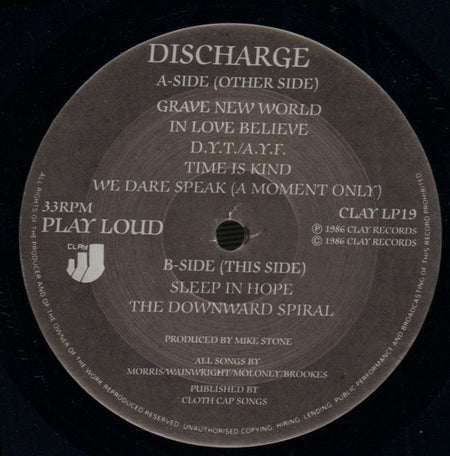 DISCHARGE
A-SIDE (OTHER SIDE)
GRAVE NEW WORLD
IN LOVE BELIEVE
D.Y.T./A.Y.F.
TIME IS KIND
WE DARE SPEAK (A MOMENT ONLY)
33RPM
PLAY LOUD
CLAY
CLAY LP19
Ⓟ 1986 CLAY RECORDS
© 1986 CLAY RECORDS
B-SIDE (THIS SIDE)
SLEEP IN HOPE
THE DOWNWARD SPIRAL
PRODUCED BY MIKE STONE
ALL SONGS BY
MORRIS/WAINWRIGHT/MOLONEY/BROOKES
PUBLISHED BY
CLOTH CAP SONGS
ALL RIGHTS OF THE PRODUCER AND OF THE OWNER OF THE WORK REPRODUCED RESERVED. UNAUTHORISED COPYING, HIRING, LENDING, PUBLIC PERFORMANCE AND BROADCASTING OF THIS RECORD PROHIBITED.